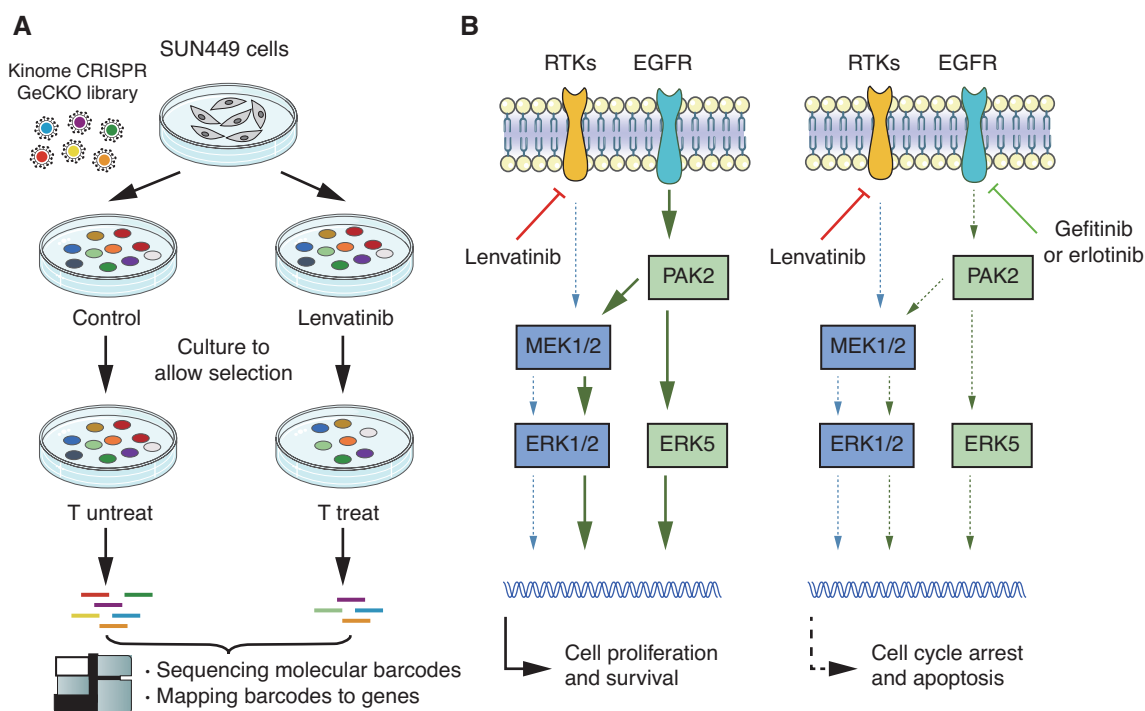 A
SUN449 cells
Kinome CRISPR
GeCKO library
Control
Lenvatinib
Culture to
allow selection
T untreat
T treat
· Sequencing molecular barcodes
· Mapping barcodes to genes
B
RTKs
EGFR
Lenvatinib
PAK2
MEK1/2
ERK1/2
ERK5
Cell proliferation
and survival
RTKs
EGFR
Lenvatinib
Gefitinib
or erlotinib
PAK2
MEK1/2
ERK1/2
ERK5
Cell cycle arrest
and apoptosis